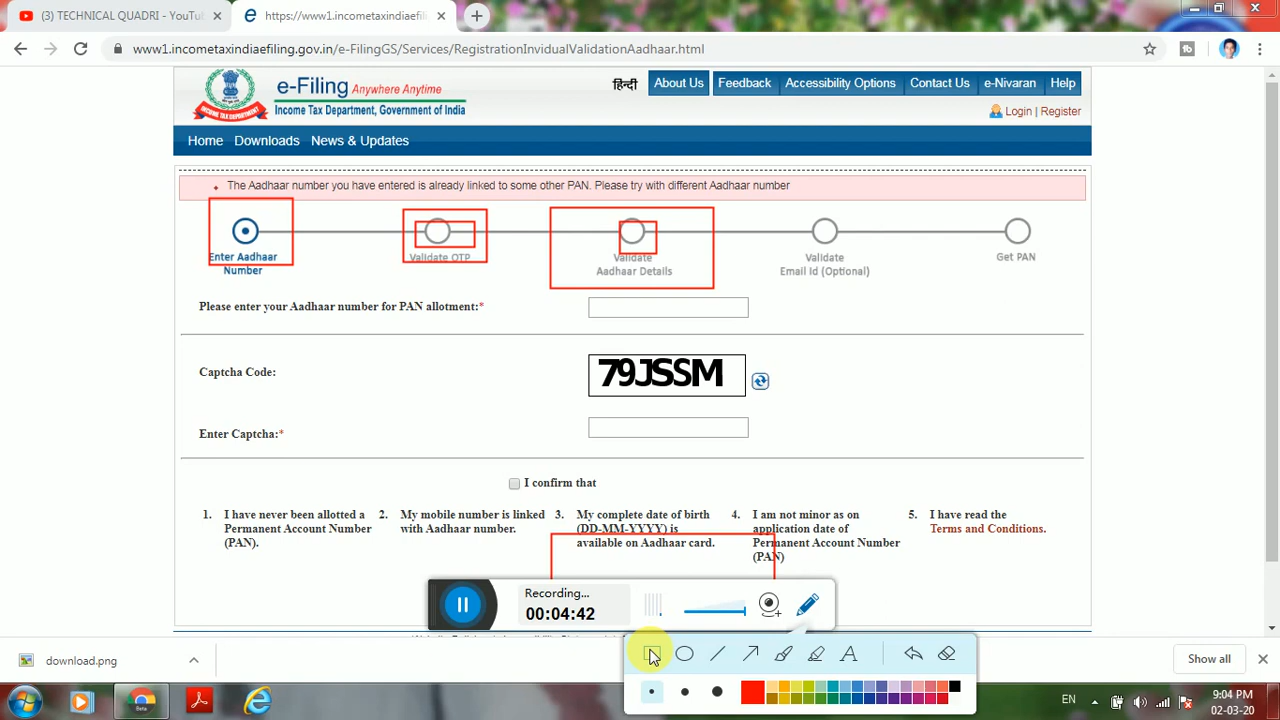 (3) TECHNICAL QUADRI - YouTu
https://www1.incometaxindiaefili
www1.incometaxindiaefiling.gov.in/e-FilingGS/Services/RegistrationInvidualValidationAadhaar.html
e-Filing Anywhere Anytime
Income Tax Department, Government of India
हिन्दी
About Us
Feedback
Accessibility Options
Contact Us
e-Nivaran
Help
Login | Register
Home
Downloads
News & Updates
The Aadhaar number you have entered is already linked to some other PAN. Please try with different Aadhaar number
Enter Aadhaar
Number
Validate OTP
Validate
Aadhaar Details
Validate
Email Id (Optional)
Get PAN
Please enter your Aadhaar number for PAN allotment:*
Captcha Code:
79JSSM
Enter Captcha:*
I confirm that
1. I have never been allotted a
Permanent Account Number
(PAN).
2. My mobile number is linked
with Aadhaar number.
3. My complete date of birth
(DD-MM-YYYY) is
available on Aadhaar card.
4. I am not minor as on
application date of
Permanent Account Number
(PAN)
5. I have read the
Terms and Conditions.
Recording...
00:04:42
A
download.png
Show all
Beta
EN
9:04 PM
02-03-20